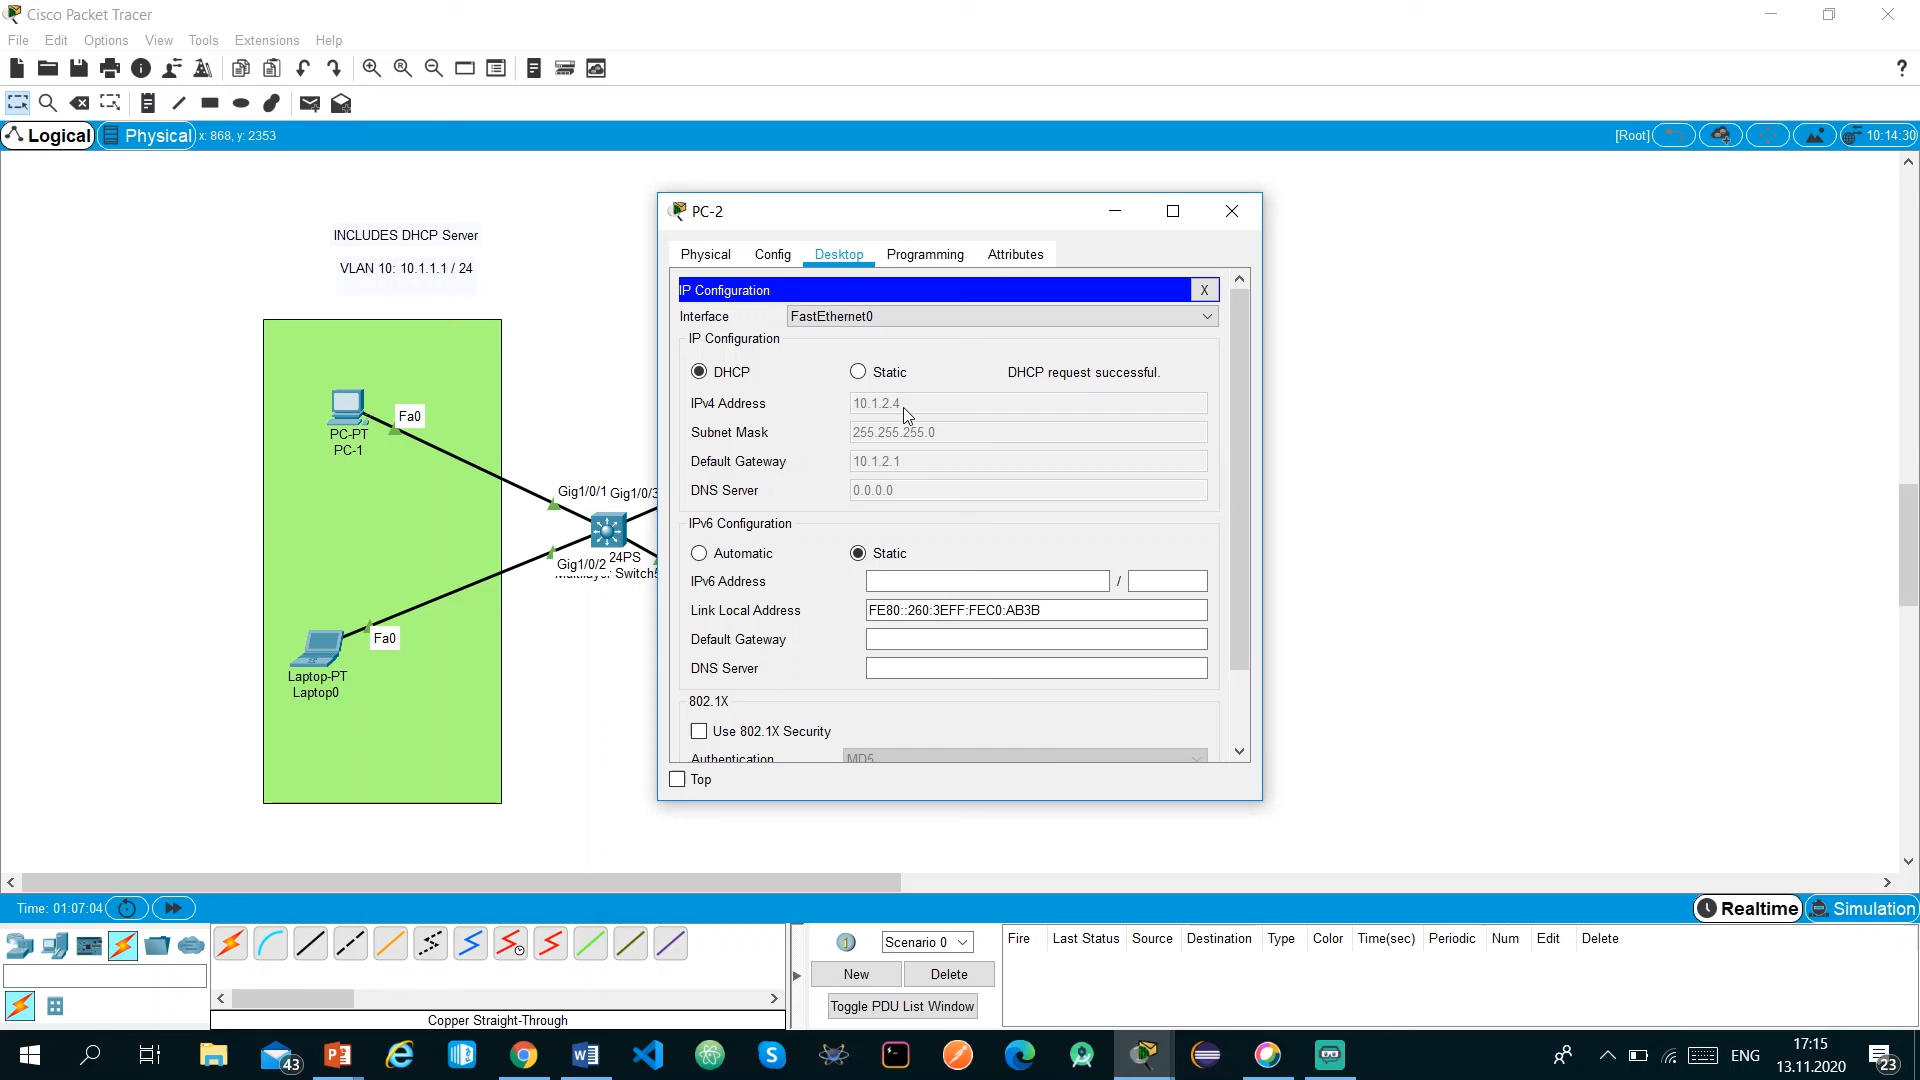 Cisco Packet Tracer
File Edit Options View Tools Extensions Help
?
Logical Physical x: 868, y: 2353 [Root] 10:14:30
INCLUDES DHCP Server
VLAN 10: 10.1.1.1 / 24
Fa0
PC-PT
PC-1
Gig1/0/1 Gig1/0/3
24PS
Gig1/0/2
Fa0
Laptop-PT
Laptop0
PC-2
Physical Config Desktop Programming Attributes
IP Configuration X
Interface FastEthernet0
IP Configuration
DHCP Static DHCP request successful.
IPv4 Address 10.1.2.4
Subnet Mask 255.255.255.0
Default Gateway 10.1.2.1
DNS Server 0.0.0.0
IPv6 Configuration
Automatic Static
IPv6 Address /
Link Local Address FE80::260:3EFF:FEC0:AB3B
Default Gateway
DNS Server
802.1X
Use 802.1X Security
Authentication MD5
Top
Time: 01:07:04 Realtime Simulation
Scenario 0
New Delete
Toggle PDU List Window
Fire Last Status Source Destination Type Color Time(sec) Periodic Num Edit Delete
Copper Straight-Through
43
ENG
17:15
13.11.2020
23